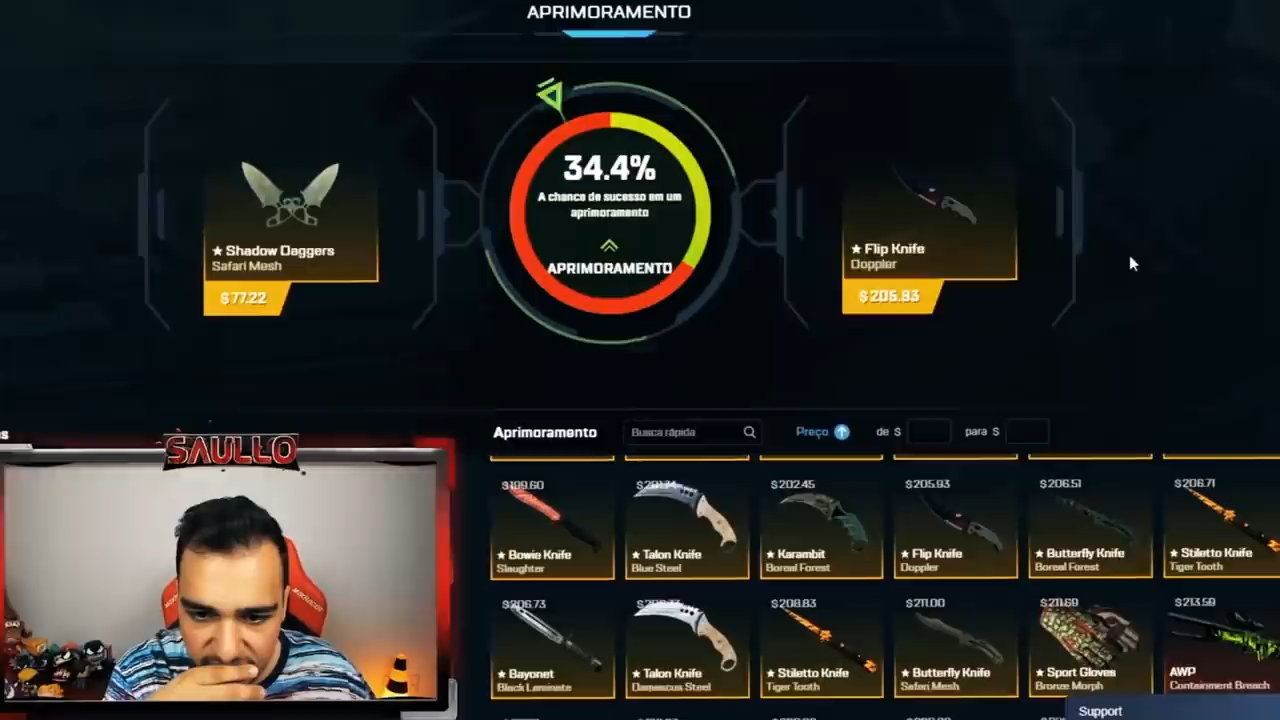 APRIMORAMENTO
34.4%
A chance de sucesso em um
aprimoramento
APRIMORAMENTO
★ Shadow Daggers
Safari Mesh
$77.22
★ Flip Knife
Doppler
$205.93
SAULLO
Aprimoramento
Busca rápida
Preço
de $
para $
$199.60
★ Bowie Knife
Slaughter
★ Talon Knife
Blue Steel
$202.45
★ Karambit
Boreal Forest
$205.93
★ Flip Knife
Doppler
$206.51
★ Butterfly Knife
Boreal Forest
$206.71
★ Stiletto Knife
Tiger Tooth
$206.73
★ Bayonet
Black Laminate
★ Talon Knife
Damascus Steel
$208.83
★ Stiletto Knife
Tiger Tooth
$211.00
★ Butterfly Knife
Safari Mesh
$211.69
★ Sport Gloves
Bronze Morph
$213.59
AWP
Containment Breach
Support